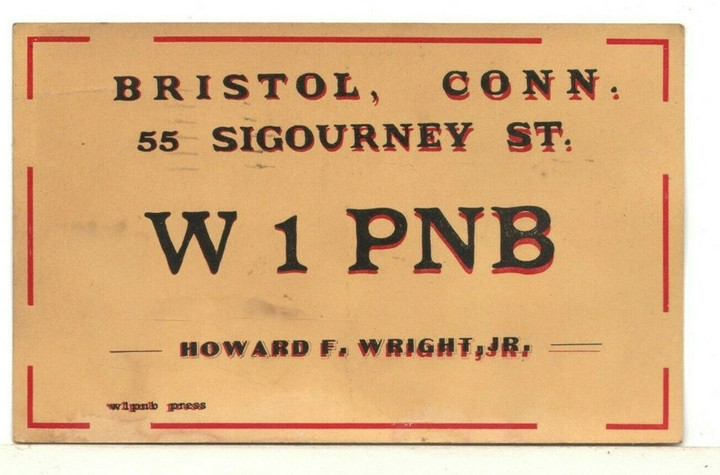 BRISTOL, CONN.
55 SIGOURNEY ST.
W 1 PNB
HOWARD F. WRIGHT, JR.
w1pnb press